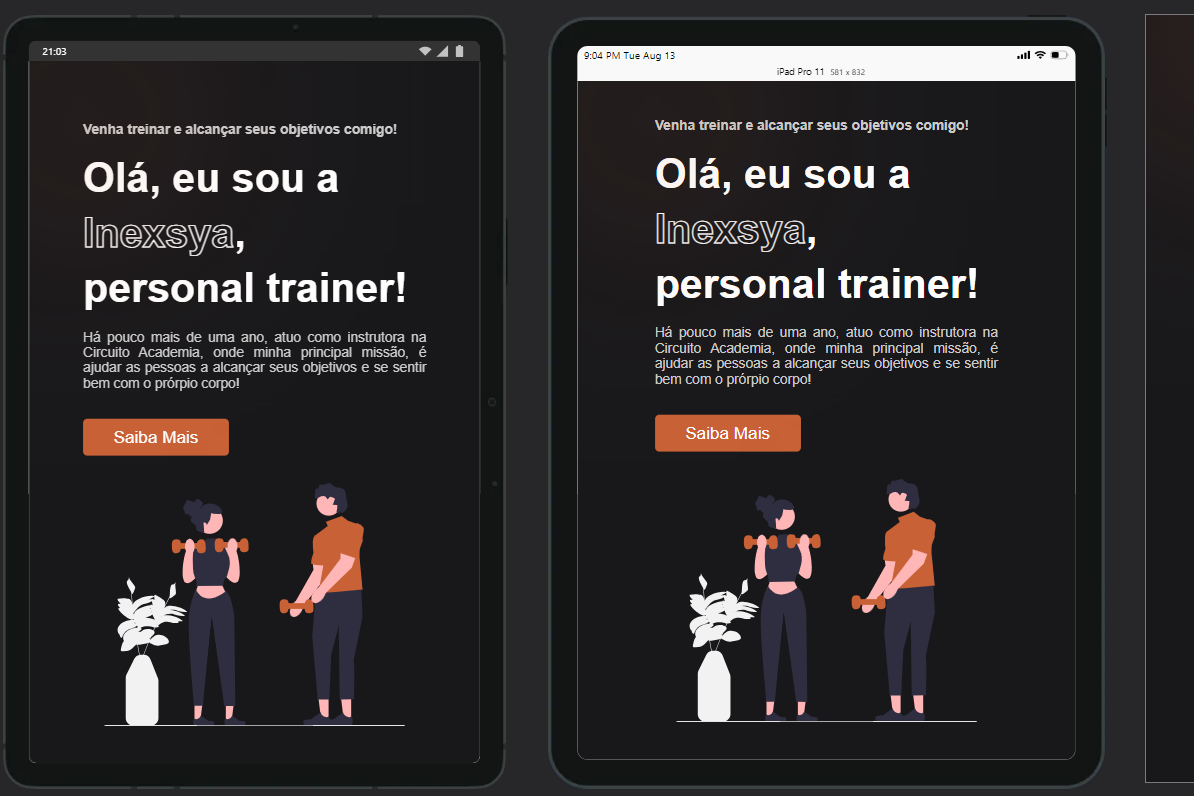 21:03
Venha treinar e alcançar seus objetivos comigo!
Olá, eu sou a
Inexsya,
personal trainer!
Há pouco mais de uma ano, atuo como instrutora na
Circuito Academia, onde minha principal missão, é
ajudar as pessoas a alcançar seus objetivos e se sentir
bem com o prórpio corpo!
Saiba Mais
9:04 PM Tue Aug 13
iPad Pro 11 581 x 832
Venha treinar e alcançar seus objetivos comigo!
Olá, eu sou a
Inexsya,
personal trainer!
Há pouco mais de uma ano, atuo como instrutora na
Circuito Academia, onde minha principal missão, é
ajudar as pessoas a alcançar seus objetivos e se sentir
bem com o prórpio corpo!
Saiba Mais